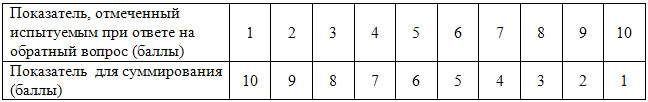 Показатель, отмеченный
испытуемым при ответе на
обратный вопрос (баллы)
1 2 3 4 5 6 7 8 9 10
Показатель для суммирования
(баллы)
10 9 8 7 6 5 4 3 2 1